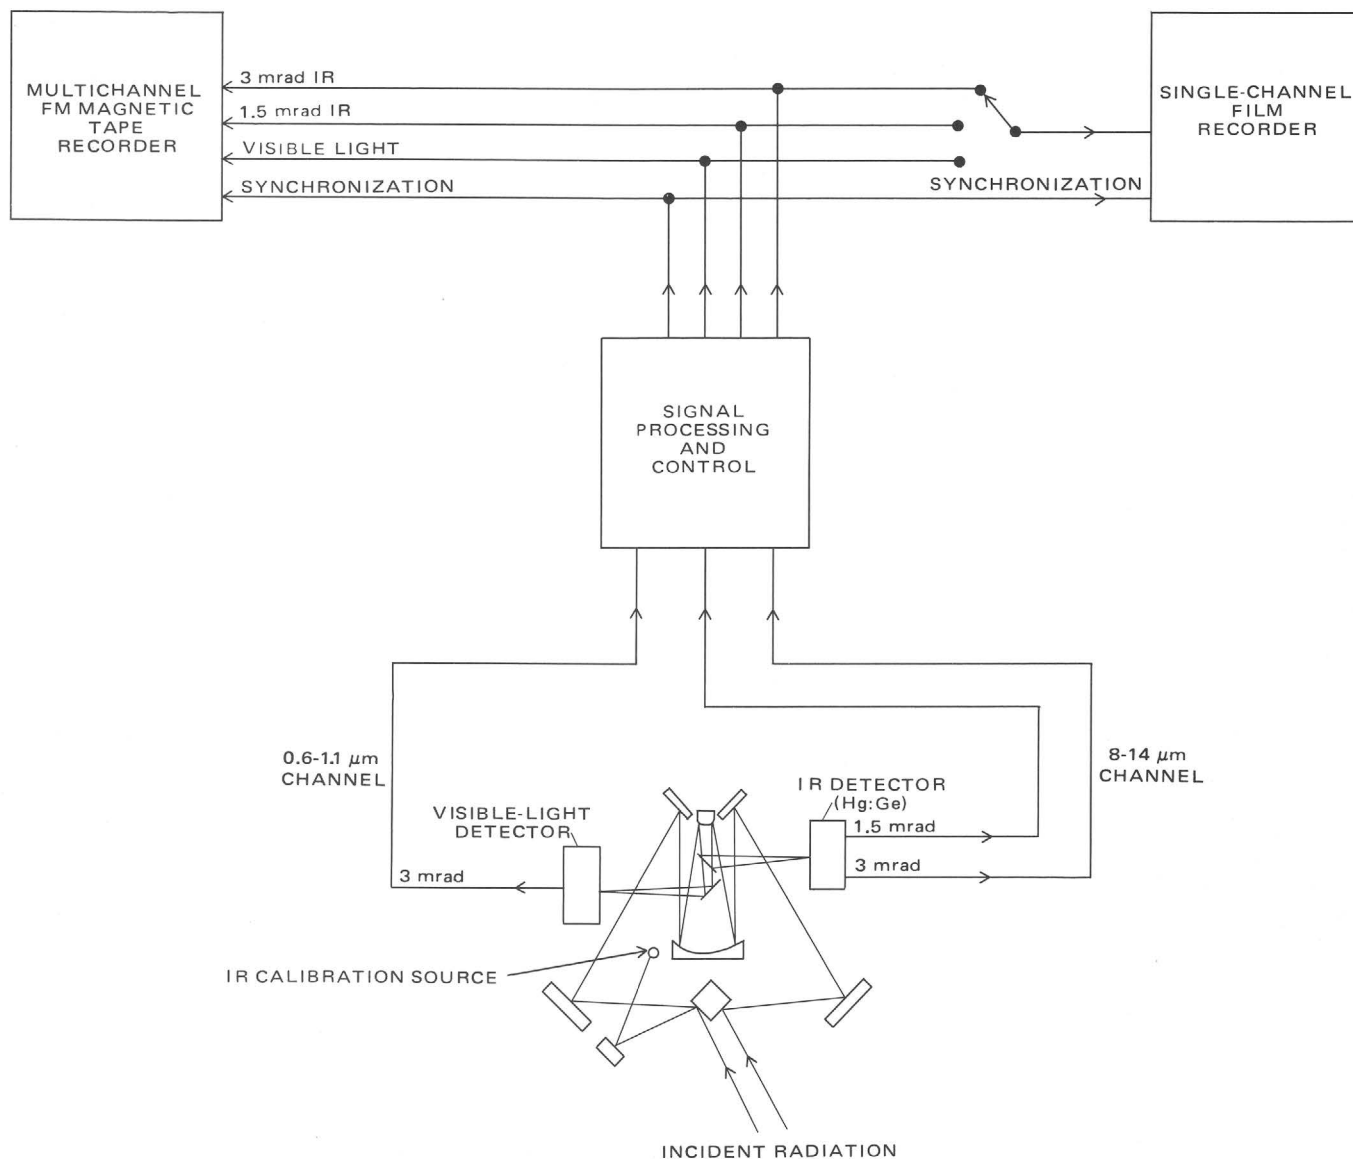 MULTICHANNEL
FM MAGNETIC
TAPE
RECORDER
3 mrad IR
1.5 mrad IR
VISIBLE LIGHT
SYNCHRONIZATION
SYNCHRONIZATION
SINGLE-CHANNEL
FILM
RECORDER
SIGNAL
PROCESSING
AND
CONTROL
0.6-1.1 μm
CHANNEL
8-14 μm
CHANNEL
VISIBLE-LIGHT
DETECTOR
3 mrad
IR DETECTOR
(Hg:Ge)
1.5 mrad
3 mrad
IR CALIBRATION SOURCE
INCIDENT RADIATION